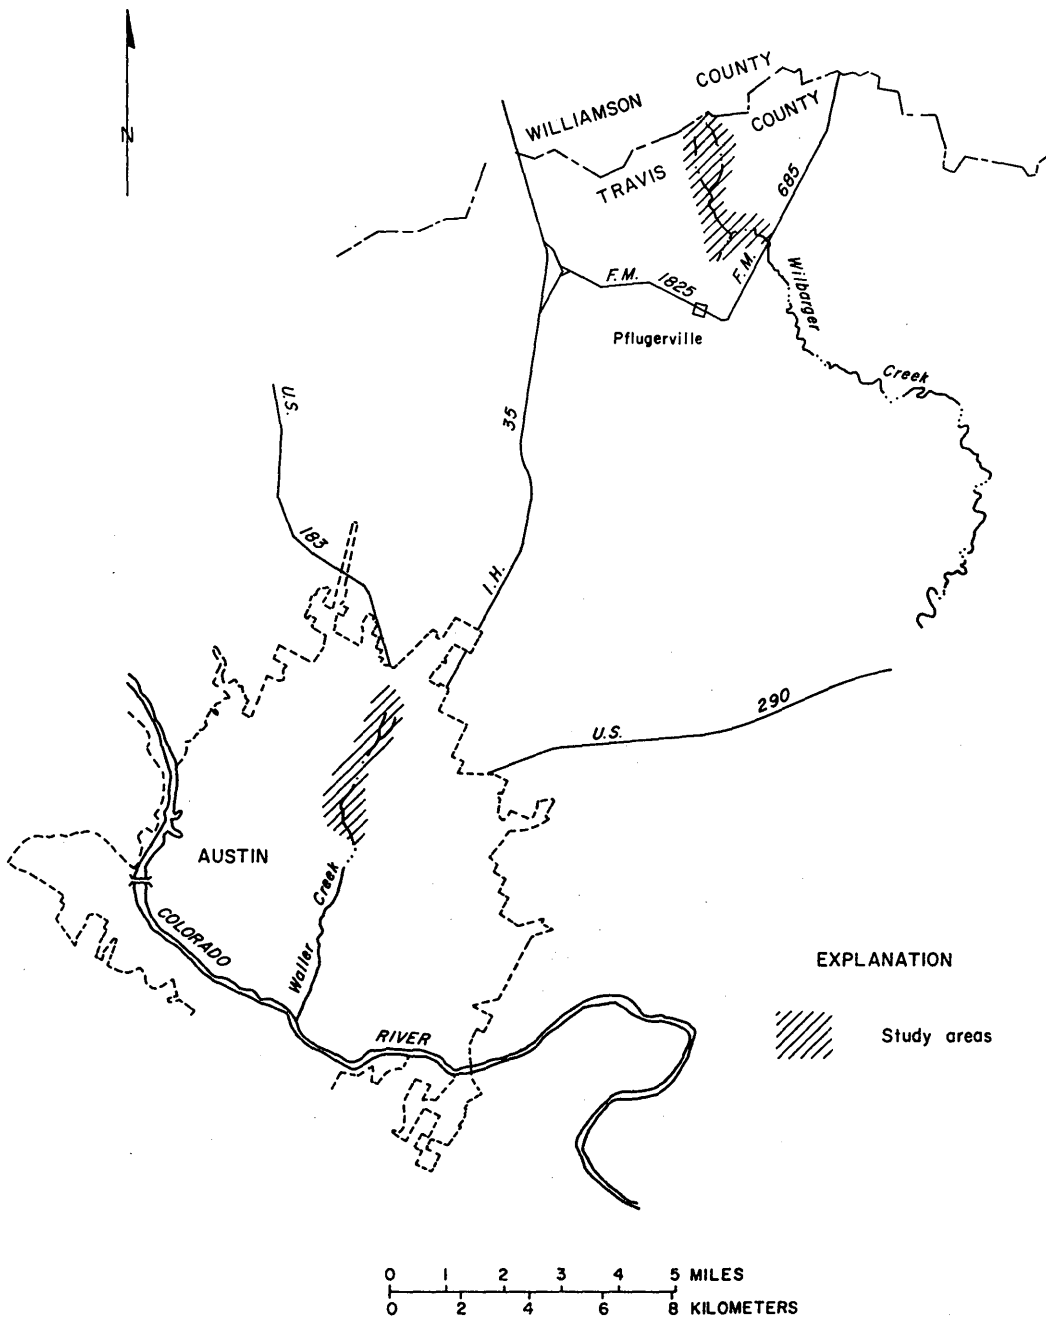 N
WILLIAMSON COUNTY
TRAVIS COUNTY
F.M. 685
F.M. 1825
Pflugerville
Wilbarger Creek
U.S. 183
I.H. 35
U.S. 290
AUSTIN
Waller Creek
COLORADO RIVER
EXPLANATION
Study areas
0 1 2 3 4 5 MILES
0 2 4 6 8 KILOMETERS